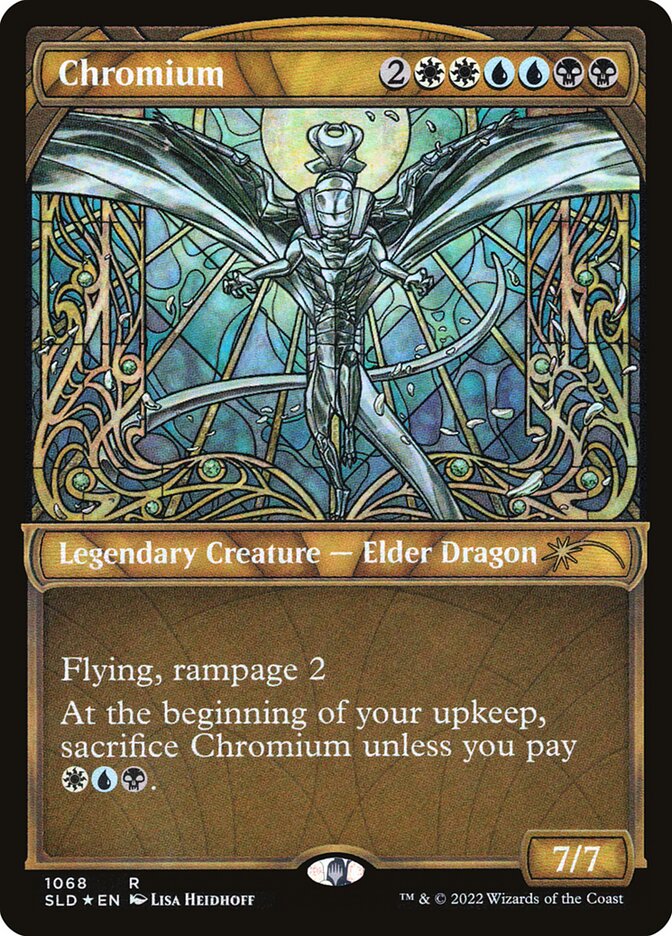 Chromium 2
Legendary Creature — Elder Dragon
Flying, rampage 2
At the beginning of your upkeep,
sacrifice Chromium unless you pay
.
7/7
1068 R
SLD ★ EN Lisa Heidhoff
™ & © 2022 Wizards of the Coast